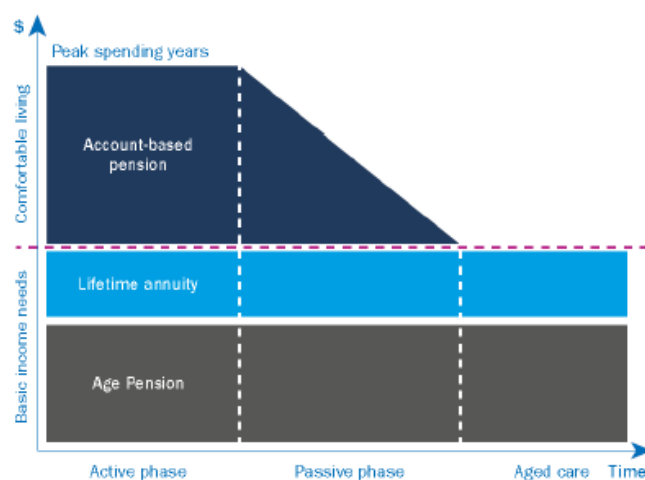 $
Peak spending years
Comfortable living
Account-based
pension
Basic income needs
Lifetime annuity
Age Pension
Active phase
Passive phase
Aged care
Time